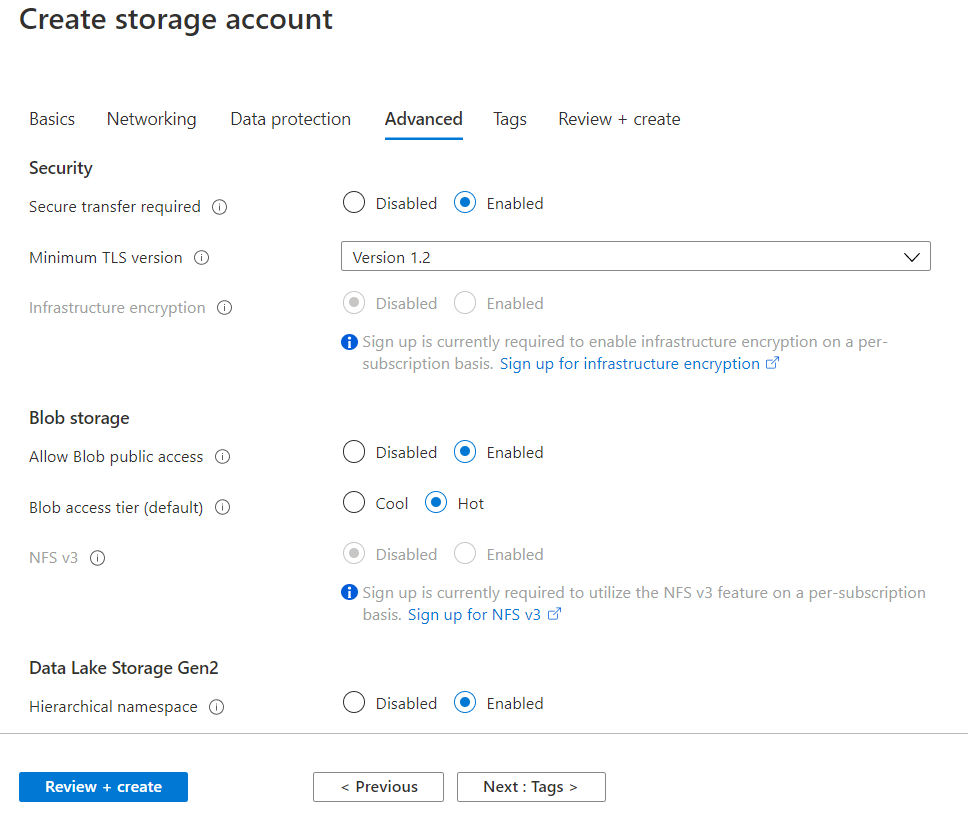 Create storage account
Basics Networking Data protection Advanced Tags Review + create
Security
Secure transfer required Disabled Enabled
Minimum TLS version Version 1.2
Infrastructure encryption Disabled Enabled
Sign up is currently required to enable infrastructure encryption on a per-
subscription basis. Sign up for infrastructure encryption
Blob storage
Allow Blob public access Disabled Enabled
Blob access tier (default) Cool Hot
NFS v3 Disabled Enabled
Sign up is currently required to utilize the NFS v3 feature on a per-subscription
basis. Sign up for NFS v3
Data Lake Storage Gen2
Hierarchical namespace Disabled Enabled
Review + create < Previous Next : Tags >